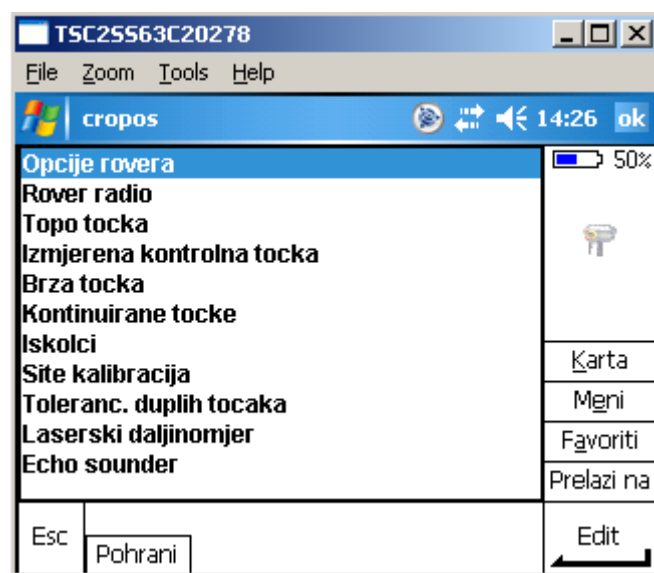 TSC2SS63C20278
File Zoom Tools Help
cropos 14:26 ok
Opcije rovera
Rover radio
Topo tocka
Izmjerena kontrolna tocka
Brza tocka
Kontinuirane tocke
Iskolci
Site kalibracija
Toleranc. duplih tocaka
Laserski daljinomjer
Echo sounder
50%
Karta
Meni
Favoriti
Prelazi na
Esc
Pohrani
Edit